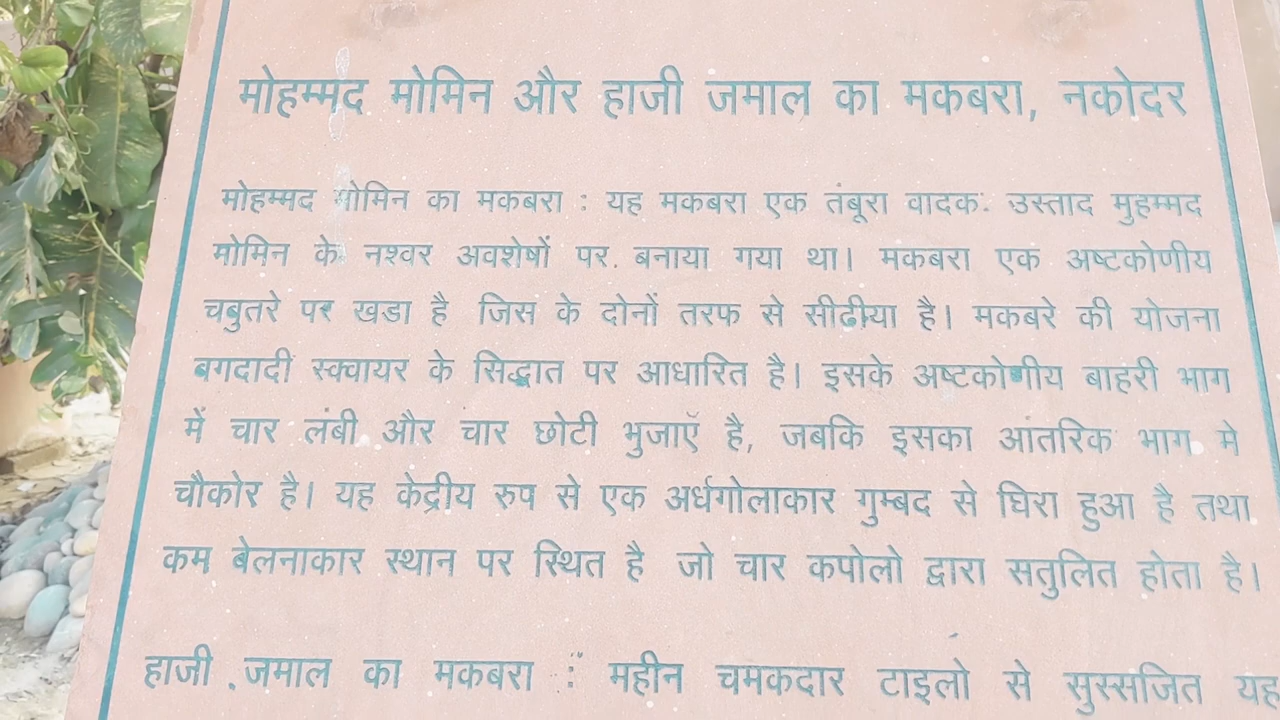 मोहम्मद मोमिन और हाजी जमाल का मकबरा, नकोदर
मोहम्मद मोमिन का मकबरा : यह मकबरा एक तंबूरा वादक उस्ताद मुहम्मद
मोमिन के नश्वर अवशेषों पर बनाया गया था। मकबरा एक अष्टकोणीय
चबुतरे पर खडा है जिस के दोनों तरफ से सीढीया है। मकबरे की योजना
बगदादी स्क्वायर के सिद्धात पर आधारित है। इसके अष्टकोणीय बाहरी भाग
में चार लंबी और चार छोटी भुजाएँ है, जबकि इसका आंतरिक भाग मे
चौकोर है। यह केद्रीय रुप से एक अर्धगोलाकार गुम्बद से घिरा हुआ है तथा
कम बेलनाकार स्थान पर स्थित है जो चार कपोलो द्वारा सतुलित होता है।
हाजी जमाल का मकबरा : महीन चमकदार टाइलो से सुस्सजित यह